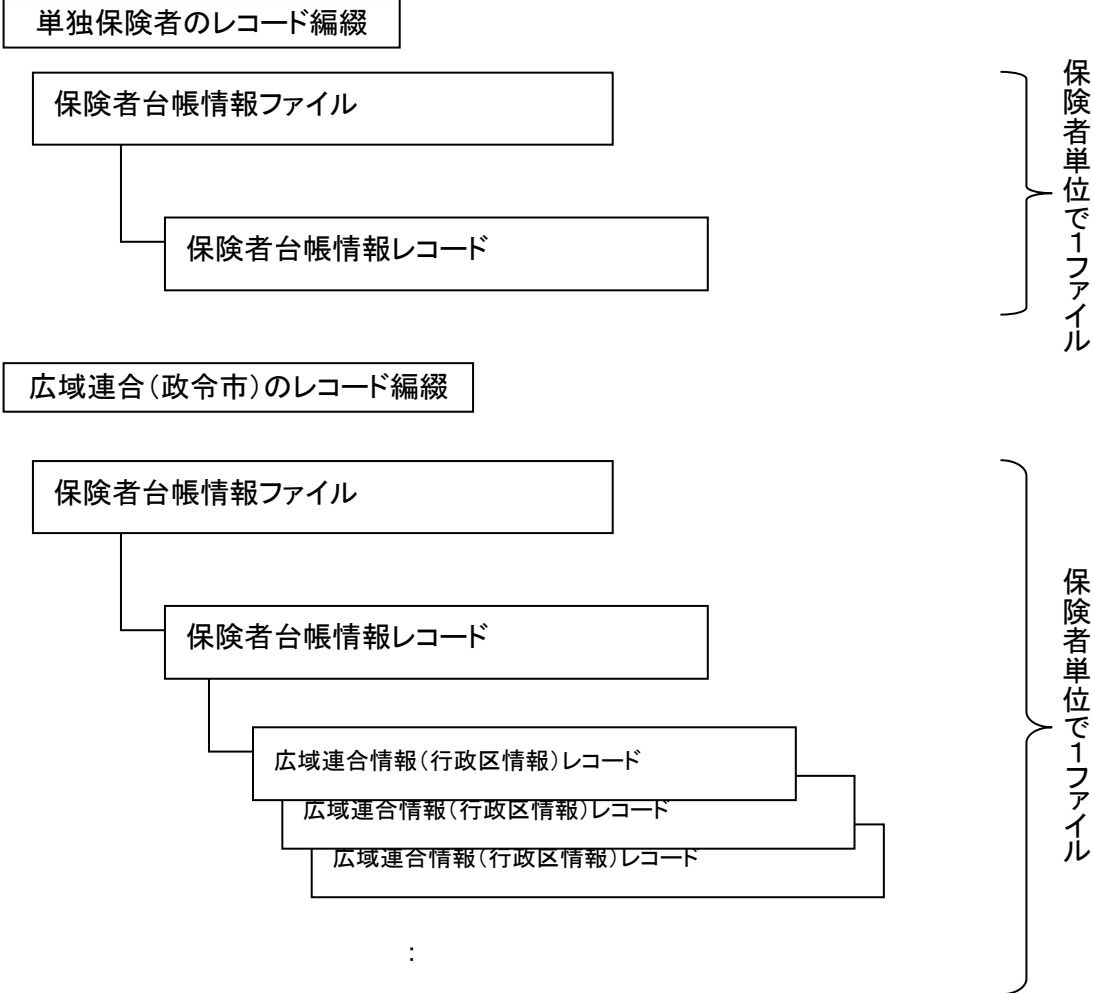 単独保険者のレコード編綴
保険者台帳情報ファイル
保険者台帳情報レコード
保険者単位で1ファイル
広域連合(政令市)のレコード編綴
保険者台帳情報ファイル
保険者台帳情報レコード
広域連合情報(行政区情報)レコード
広域連合情報(行政区情報)レコード
広域連合情報(行政区情報)レコード
:
保険者単位で1ファイル